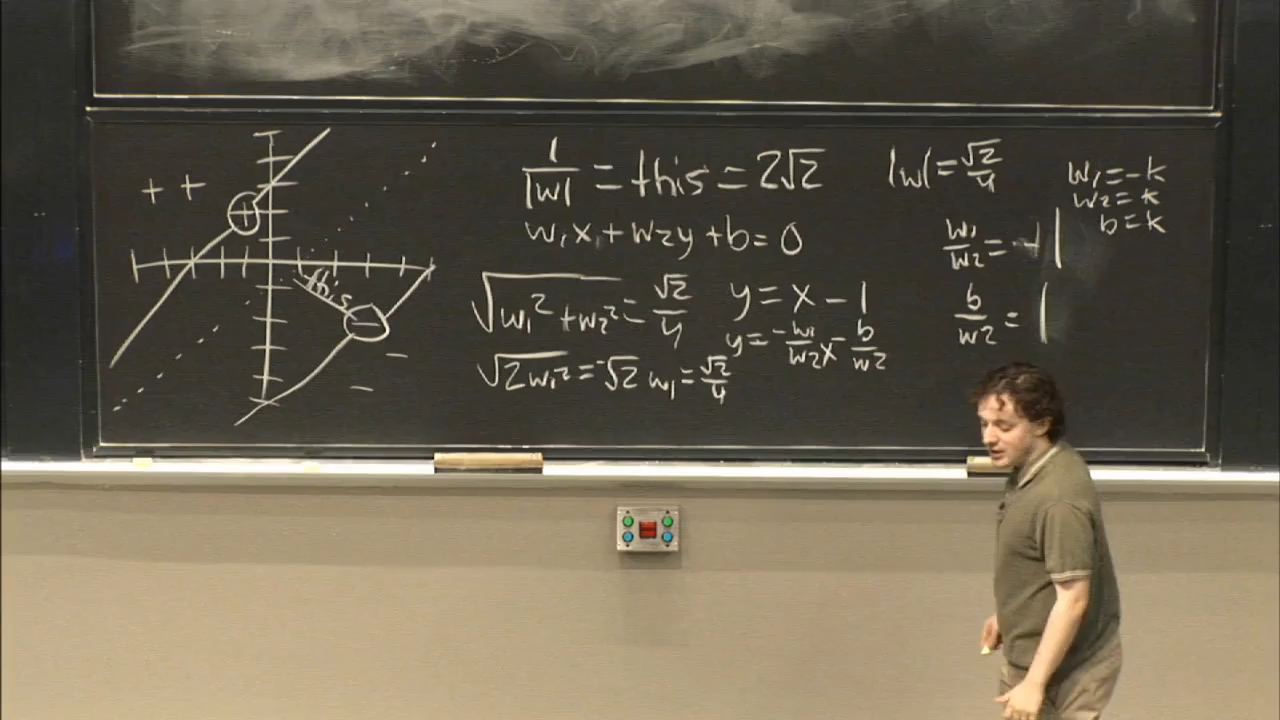 + +
+
this
−
−
−
1/|w| = this = 2√2
w₁x + w₂y + b = 0
√(w₁² + w₂²) = √2/4
√(2w₁²) = -√2 w₁ = √2/4
y = x - 1
y = -w₁/w₂ x - b/w₂
|w| = √2/4
w₁/w₂ = -1
b/w₂ = 1
w₁ = -k
w₂ = k
b = k